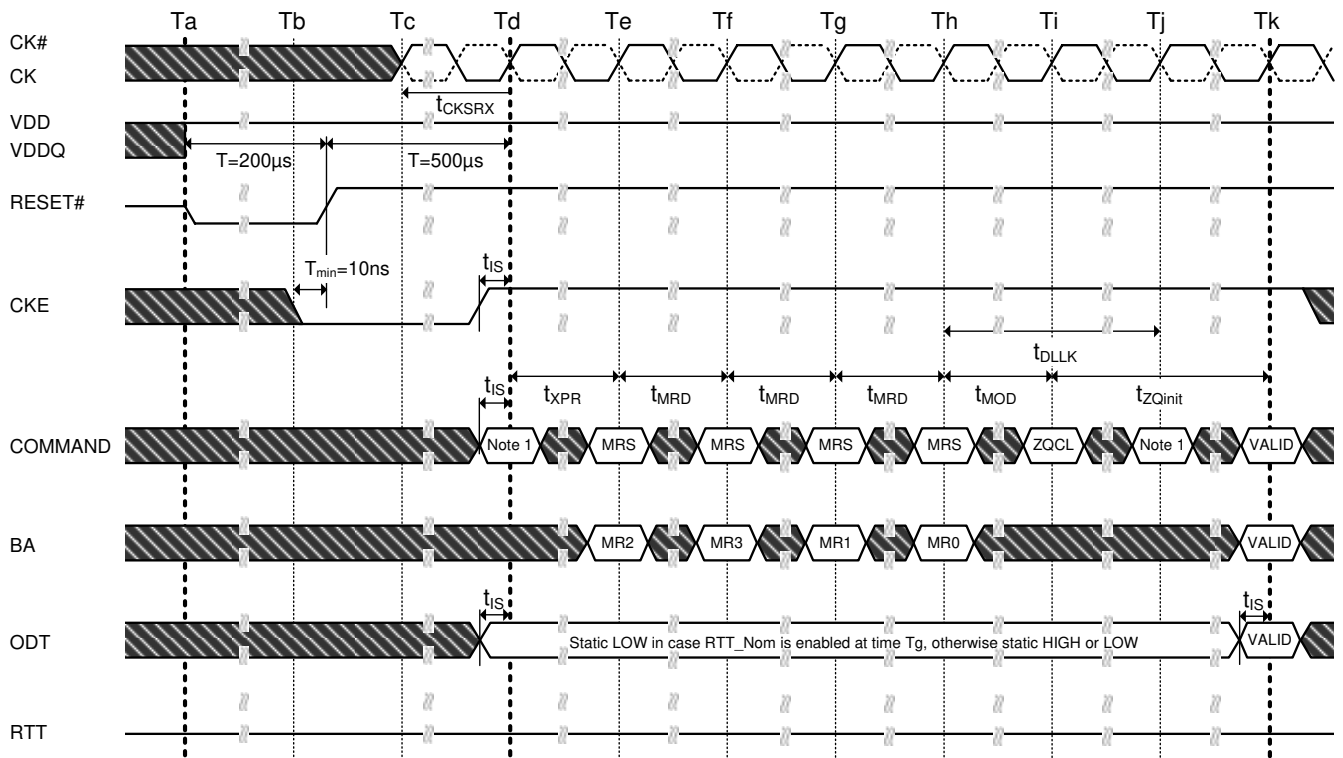 Ta Tb Tc Td Te Tf Tg Th Ti Tj Tk
CK#
CK
tCKSRX
VDD
VDDQ
T=200µs T=500µs
RESET#
Tmin=10ns tIS
CKE
tDLLK
tIS tXPR tMRD tMRD tMRD tMOD tZQinit
COMMAND Note 1 MRS MRS MRS MRS ZQCL Note 1 VALID
BA MR2 MR3 MR1 MR0 VALID
tIS tIS
ODT Static LOW in case RTT_Nom is enabled at time Tg, otherwise static HIGH or LOW VALID
RTT